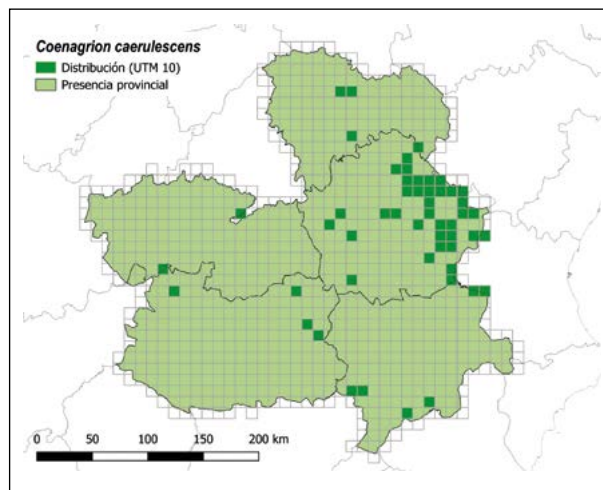 Coenagrion caerulescens
Distribución (UTM 10)
Presencia provincial
0 50 100 150 200 km